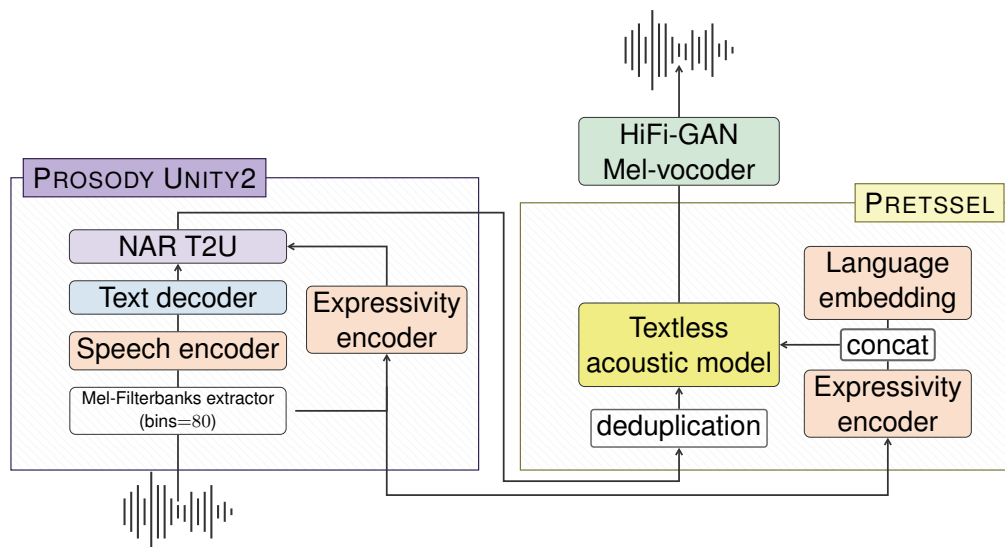 PROSODY UNITY2
NAR T2U
Text decoder
Speech encoder
Mel-Filterbanks extractor
(bins=80)
Expressivity
encoder
HiFi-GAN
Mel-vocoder
PRETSSEL
Textless
acoustic model
deduplication
Language
embedding
concat
Expressivity
encoder